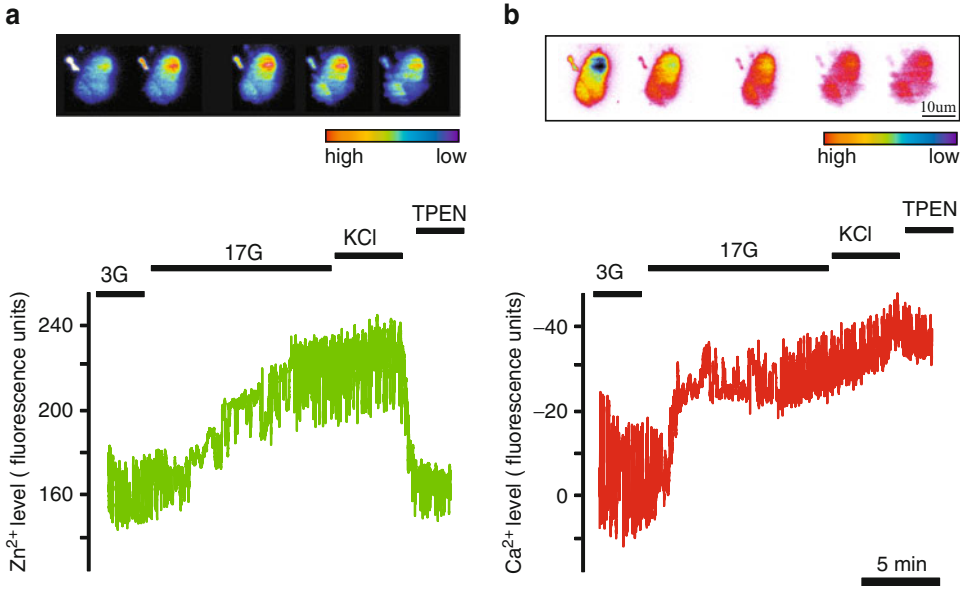 a
high low
TPEN
KCl
17G
3G
Zn²⁺ level ( fluorescence units)
240
200
160
b
10um
high low
TPEN
KCl
17G
3G
Ca²⁺ level ( fluorescence units)
–40
–20
0
5 min